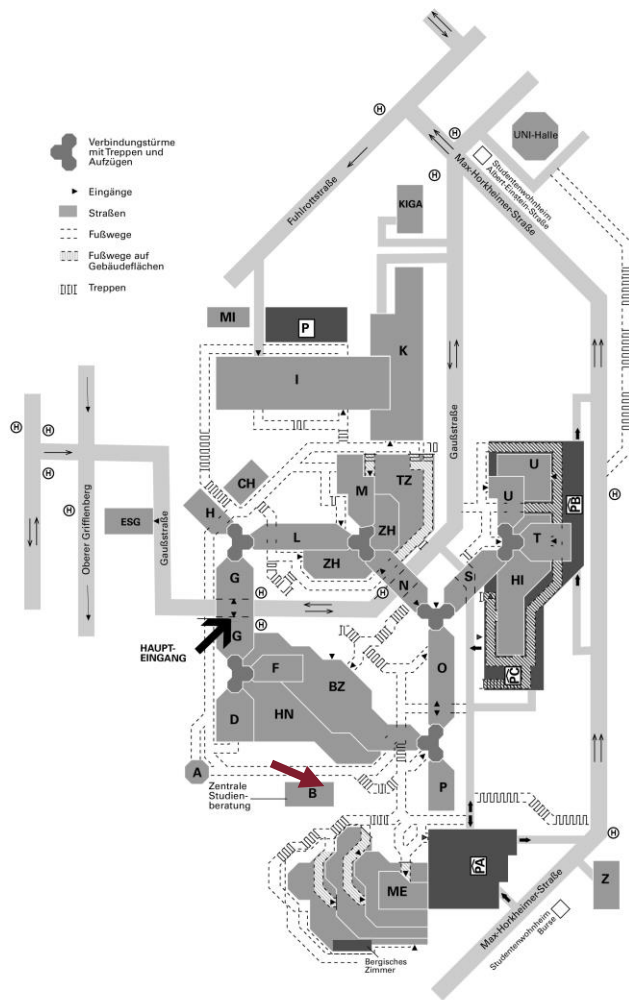 H
H
H
UNI-Halle
Verbindungstürme
mit Treppen und
Aufzügen
Eingänge
Straßen
Fußwege
Fußwege auf
Gebäudeflächen
Treppen
Fuhlrottstraße
Max-Horkheimer-Straße
Studentenwohnheim
Albert-Einstein-Straße
KIGA
MI
P
K
I
Gaußstraße
H
H
H
H
Oberer Grifflenberg
ESG
Gaußstraße
CH
H
M
TZ
ZH
L
ZH
N
S
U
U
T
HI
PB
H
PC
G
G
H
H
H
H
HAUPT-
EINGANG
F
BZ
O
D
HN
A
Zentrale
Studien-
beratung
B
P
ME
PA
Z
Max-Horkheimer-Straße
Studentenwohnheim
Burse
Bergisches
Zimmer